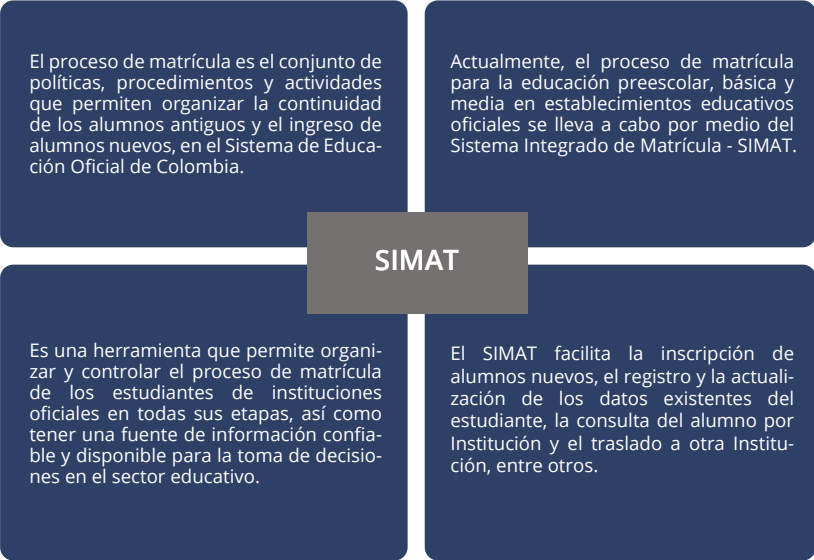 El proceso de matrícula es el conjunto de
políticas, procedimientos y actividades
que permiten organizar la continuidad
de los alumnos antiguos y el ingreso de
alumnos nuevos, en el Sistema de Educa-
ción Oficial de Colombia.
Actualmente, el proceso de matrícula
para la educación preescolar, básica y
media en establecimientos educativos
oficiales se lleva a cabo por medio del
Sistema Integrado de Matrícula - SIMAT.
SIMAT
Es una herramienta que permite organi-
zar y controlar el proceso de matrícula
de los estudiantes de instituciones
oficiales en todas sus etapas, así como
tener una fuente de información confia-
ble y disponible para la toma de decisio-
nes en el sector educativo.
El SIMAT facilita la inscripción de
alumnos nuevos, el registro y la actuali-
zación de los datos existentes del
estudiante, la consulta del alumno por
Institución y el traslado a otra Institu-
ción, entre otros.